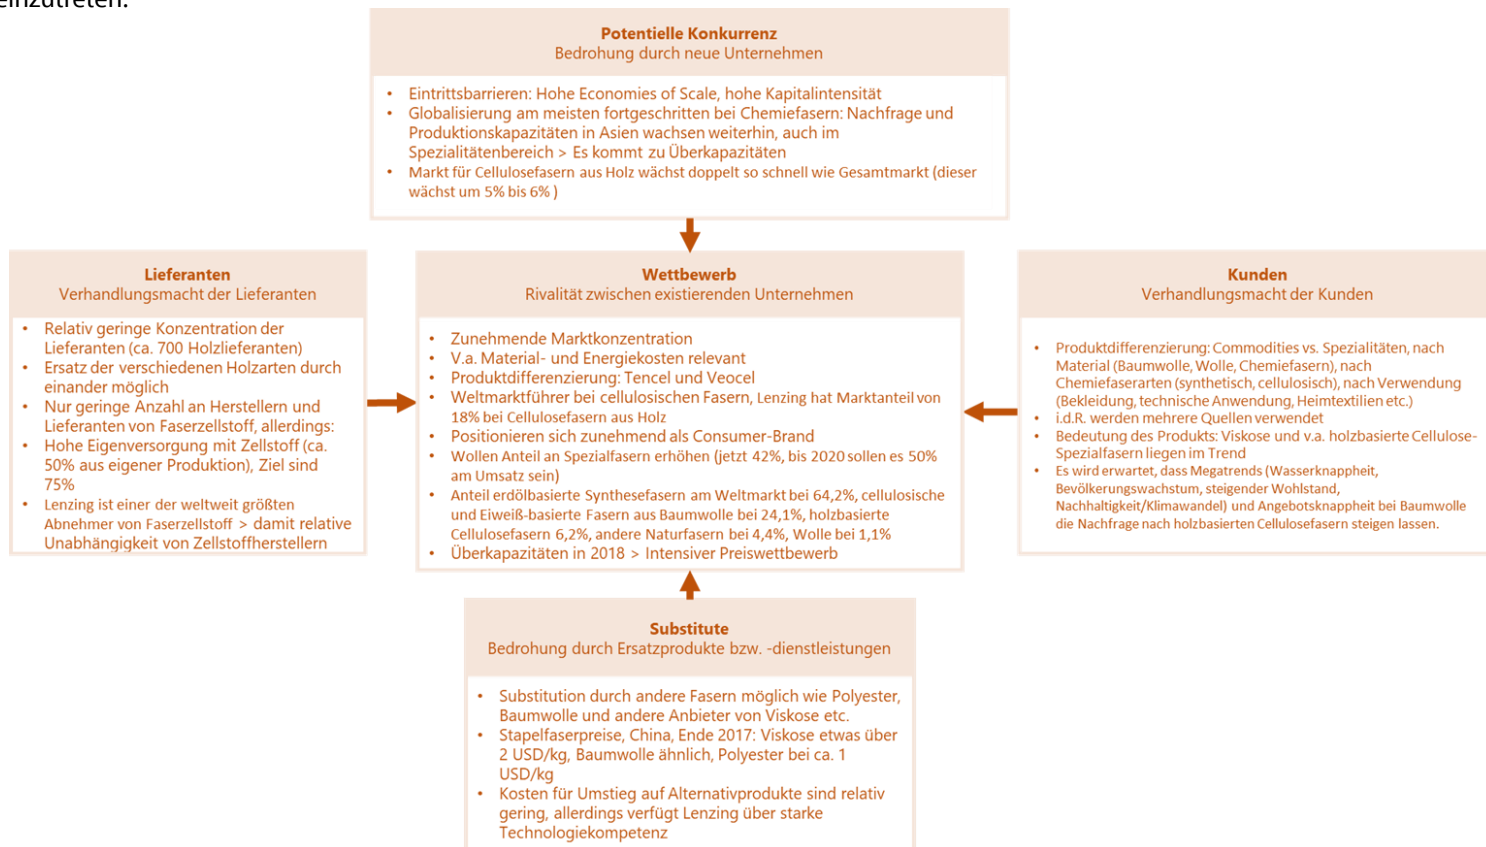 einzutreten.
Potentielle Konkurrenz
Bedrohung durch neue Unternehmen
• Eintrittsbarrieren: Hohe Economies of Scale, hohe Kapitalintensität
• Globalisierung am meisten fortgeschritten bei Chemiefasern: Nachfrage und
Produktionskapazitäten in Asien wachsen weiterhin, auch im
Spezialitätenbereich > Es kommt zu Überkapazitäten
• Markt für Cellulosefasern aus Holz wächst doppelt so schnell wie Gesamtmarkt (dieser
wächst um 5% bis 6% )
Lieferanten
Verhandlungsmacht der Lieferanten
• Relativ geringe Konzentration der
Lieferanten (ca. 700 Holzlieferanten)
• Ersatz der verschiedenen Holzarten durch
einander möglich
• Nur geringe Anzahl an Herstellern und
Lieferanten von Faserzellstoff, allerdings:
• Hohe Eigenversorgung mit Zellstoff (ca.
50% aus eigener Produktion), Ziel sind
75%
• Lenzing ist einer der weltweit größten
Abnehmer von Faserzellstoff > damit relative
Unabhängigkeit von Zellstoffherstellern
Wettbewerb
Rivalität zwischen existierenden Unternehmen
• Zunehmende Marktkonzentration
• V.a. Material- und Energiekosten relevant
• Produktdifferenzierung: Tencel und Veocel
• Weltmarktführer bei cellulosischen Fasern, Lenzing hat Marktanteil von
18% bei Cellulosefasern aus Holz
• Positionieren sich zunehmend als Consumer-Brand
• Wollen Anteil an Spezialfasern erhöhen (jetzt 42%, bis 2020 sollen es 50%
am Umsatz sein)
• Anteil erdölbasierte Synthesefasern am Weltmarkt bei 64,2%, cellulosische
und Eiweiß-basierte Fasern aus Baumwolle bei 24,1%, holzbasierte
Cellulosefasern 6,2%, andere Naturfasern bei 4,4%, Wolle bei 1,1%
• Überkapazitäten in 2018 > Intensiver Preiswettbewerb
Kunden
Verhandlungsmacht der Kunden
• Produktdifferenzierung: Commodities vs. Spezialitäten, nach
Material (Baumwolle, Wolle, Chemiefasern), nach
Chemiefaserarten (synthetisch, cellulosisch), nach Verwendung
(Bekleidung, technische Anwendung, Heimtextilien etc.)
• i.d.R. werden mehrere Quellen verwendet
• Bedeutung des Produkts: Viskose und v.a. holzbasierte Cellulose-
Spezialfasern liegen im Trend
• Es wird erwartet, dass Megatrends (Wasserknappheit,
Bevölkerungswachstum, steigender Wohlstand,
Nachhaltigkeit/Klimawandel) und Angebotsknappheit bei Baumwolle
die Nachfrage nach holzbasierten Cellulosefasern steigen lassen.
Substitute
Bedrohung durch Ersatzprodukte bzw. -dienstleistungen
• Substitution durch andere Fasern möglich wie Polyester,
Baumwolle und andere Anbieter von Viskose etc.
• Stapelfaserpreise, China, Ende 2017: Viskose etwas über
2 USD/kg, Baumwolle ähnlich, Polyester bei ca. 1
USD/kg
• Kosten für Umstieg auf Alternativprodukte sind relativ
gering, allerdings verfügt Lenzing über starke
Technologiekompetenz